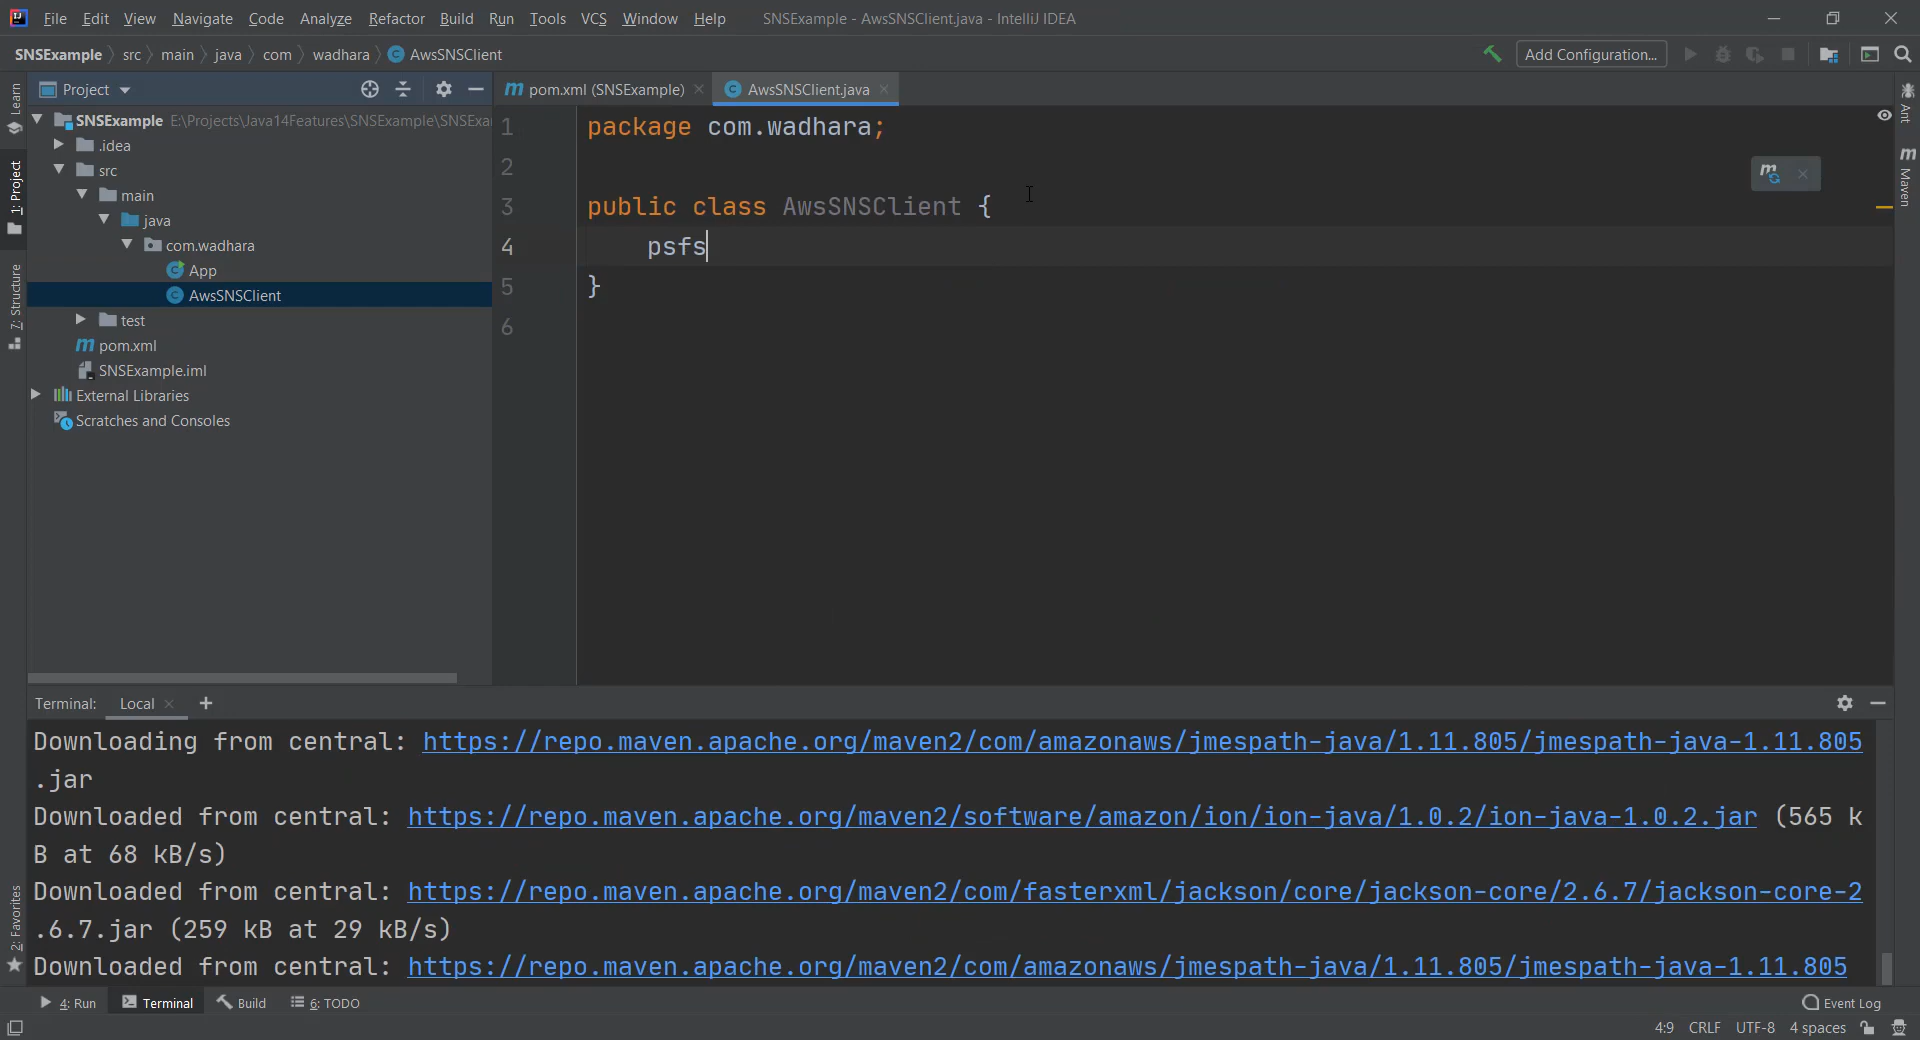 File Edit View Navigate Code Analyze Refactor Build Run Tools VCS Window Help SNSExample - AwsSNSClient.java - IntelliJ IDEA
SNSExample src main java com wadhara AwsSNSClient Add Configuration...
Project
pom.xml (SNSExample) AwsSNSClient.java
SNSExample E:\Projects\Java14Features\SNSExample\SNSExa
.idea
src
main
java
com.wadhara
App
AwsSNSClient
test
pom.xml
SNSExample.iml
External Libraries
Scratches and Consoles
1 package com.wadhara;
2
3 public class AwsSNSClient {
4 psfs
5 }
6
Learn
1: Project
7: Structure
2: Favorites
Ant
Maven
Terminal: Local
Downloading from central: https://repo.maven.apache.org/maven2/com/amazonaws/jmespath-java/1.11.805/jmespath-java-1.11.805
.jar
Downloaded from central: https://repo.maven.apache.org/maven2/software/amazon/ion/ion-java/1.0.2/ion-java-1.0.2.jar (565 k
B at 68 kB/s)
Downloaded from central: https://repo.maven.apache.org/maven2/com/fasterxml/jackson/core/jackson-core/2.6.7/jackson-core-2
.6.7.jar (259 kB at 29 kB/s)
Downloaded from central: https://repo.maven.apache.org/maven2/com/amazonaws/jmespath-java/1.11.805/jmespath-java-1.11.805
4: Run Terminal Build 6: TODO Event Log
4:9 CRLF UTF-8 4 spaces